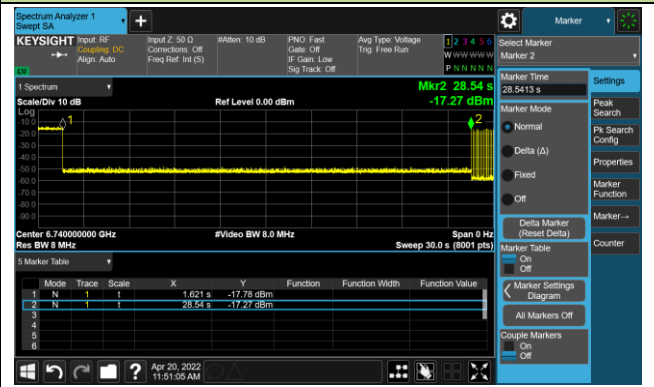 Spectrum Analyzer 1
Swept SA
Marker
KEYSIGHT
Input: RF
Coupling: DC
Align: Auto
Input Z: 50 Ω
Corrections: Off
Freq Ref: Int (S)
#Atten: 10 dB
PNO: Fast
Gate: Off
IF Gain: Low
Sig Track: Off
Avg Type: Voltage
Trig: Free Run
1 2 3 4 5 6
W W W W W W
P N N N N N
Select Marker
Marker 2
1 Spectrum
Scale/Div 10 dB
Ref Level 0.00 dBm
Mkr2 28.54 s
-17.27 dBm
Log
-10.0
-20.0
-30.0
-40.0
-50.0
-60.0
-70.0
-80.0
-90.0
1
2
Center 6.740000000 GHz
Res BW 8 MHz
#Video BW 8.0 MHz
Span 0 Hz
Sweep 30.0 s (8001 pts)
5 Marker Table
Mode Trace Scale X Y Function Function Width Function Value
1 N 1 t 1.621 s -17.78 dBm
2 N 1 t 28.54 s -17.27 dBm
3
4
5
6
Marker Time
28.5413 s
Marker Mode
Normal
Delta (Δ)
Fixed
Off
Delta Marker
(Reset Delta)
Marker Table
On
Off
Marker Settings
Diagram
All Markers Off
Couple Markers
On
Off
Settings
Peak
Search
Pk Search
Config
Properties
Marker
Function
Marker→
Counter
?
Apr 20, 2022
11:51:05 AM